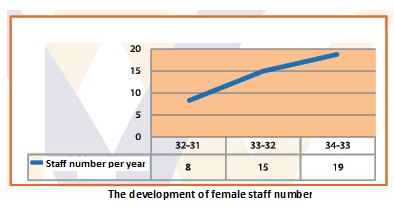 20
15
10
5
0
32-31 33-32 34-33
Staff number per year 8 15 19
The development of female staff number